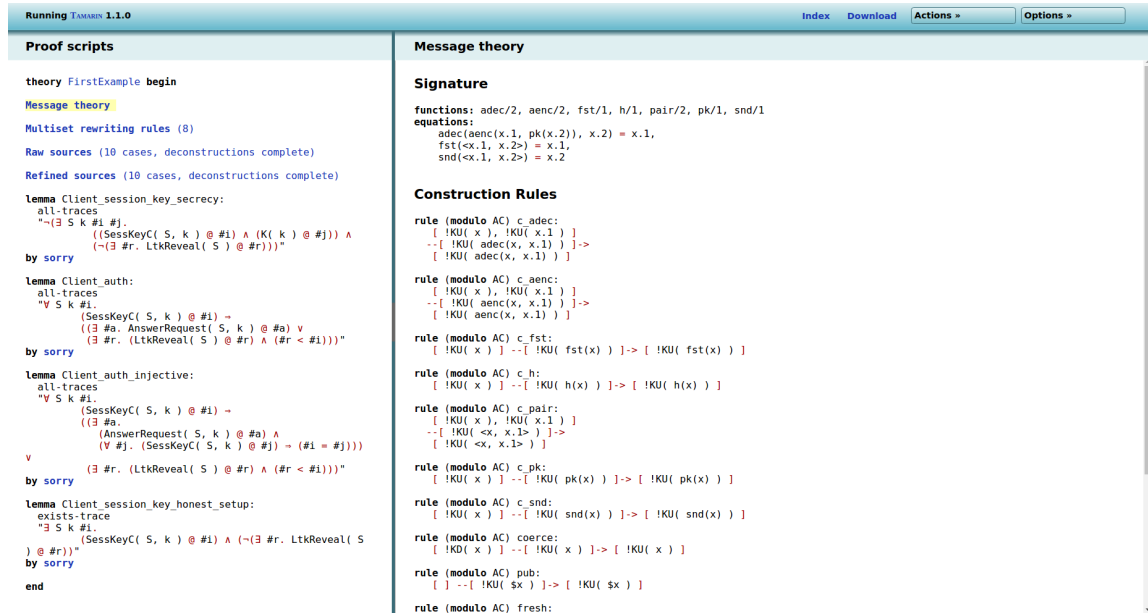 Running TAMARIN 1.1.0
Index Download Actions » Options »
Proof scripts
theory FirstExample begin
Message theory
Multiset rewriting rules (8)
Raw sources (10 cases, deconstructions complete)
Refined sources (10 cases, deconstructions complete)
lemma Client_session_key_secrecy:
all-traces
"¬(∃ S k #i #j.
((SessKeyC( S, k ) @ #i) ∧ (K( k ) @ #j)) ∧
(¬(∃ #r. LtkReveal( S ) @ #r)))"
by sorry
lemma Client_auth:
all-traces
"∀ S k #i.
(SessKeyC( S, k ) @ #i) ⇒
((∃ #a. AnswerRequest( S, k ) @ #a) ∨
(∃ #r. (LtkReveal( S ) @ #r) ∧ (#r < #i)))"
by sorry
lemma Client_auth_injective:
all-traces
"∀ S k #i.
(SessKeyC( S, k ) @ #i) ⇒
((∃ #a.
(AnswerRequest( S, k ) @ #a) ∧
(∀ #j. (SessKeyC( S, k ) @ #j) ⇒ (#i = #j)))
∨
(∃ #r. (LtkReveal( S ) @ #r) ∧ (#r < #i)))"
by sorry
lemma Client_session_key_honest_setup:
exists-trace
"∃ S k #i.
(SessKeyC( S, k ) @ #i) ∧ (¬(∃ #r. LtkReveal( S
) @ #r))"
by sorry
end
Message theory
Signature
functions: adec/2, aenc/2, fst/1, h/1, pair/2, pk/1, snd/1
equations:
adec(aenc(x.1, pk(x.2)), x.2) = x.1,
fst(<x.1, x.2>) = x.1,
snd(<x.1, x.2>) = x.2
Construction Rules
rule (modulo AC) c_adec:
[ !KU( x ), !KU( x.1 ) ]
--[ !KU( adec(x, x.1) ) ]->
[ !KU( adec(x, x.1) ) ]
rule (modulo AC) c_aenc:
[ !KU( x ), !KU( x.1 ) ]
--[ !KU( aenc(x, x.1) ) ]->
[ !KU( aenc(x, x.1) ) ]
rule (modulo AC) c_fst:
[ !KU( x ) ] --[ !KU( fst(x) ) ]-> [ !KU( fst(x) ) ]
rule (modulo AC) c_h:
[ !KU( x ) ] --[ !KU( h(x) ) ]-> [ !KU( h(x) ) ]
rule (modulo AC) c_pair:
[ !KU( x ), !KU( x.1 ) ]
--[ !KU( <x, x.1> ) ]->
[ !KU( <x, x.1> ) ]
rule (modulo AC) c_pk:
[ !KU( x ) ] --[ !KU( pk(x) ) ]-> [ !KU( pk(x) ) ]
rule (modulo AC) c_snd:
[ !KU( x ) ] --[ !KU( snd(x) ) ]-> [ !KU( snd(x) ) ]
rule (modulo AC) coerce:
[ !KD( x ) ] --[ !KU( x ) ]-> [ !KU( x ) ]
rule (modulo AC) pub:
[ ] --[ !KU( $x ) ]-> [ !KU( $x ) ]
rule (modulo AC) fresh: